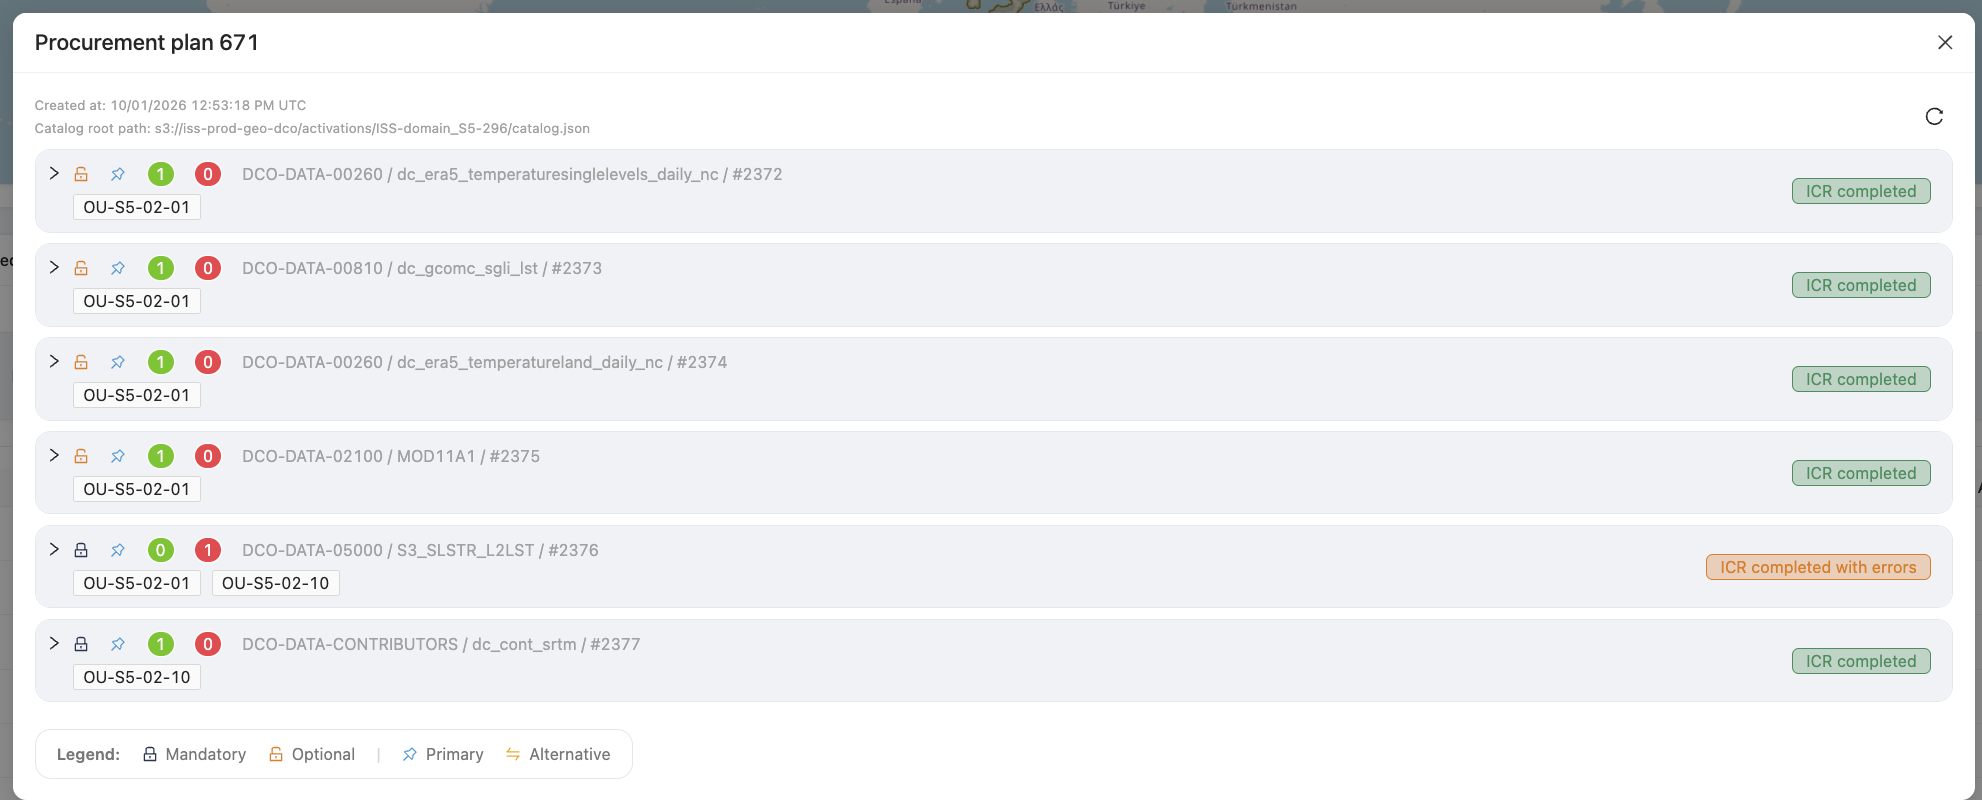 Ελλάς
Türkiye
Türkmenistan
Procurement plan 671
Created at: 10/01/2026 12:53:18 PM UTC
Catalog root path: s3://iss-prod-geo-dco/activations/ISS-domain_S5-296/catalog.json
1 0 DCO-DATA-00260 / dc_era5_temperaturesinglelevels_daily_nc / #2372
OU-S5-02-01
ICR completed
1 0 DCO-DATA-00810 / dc_gcomc_sgli_lst / #2373
OU-S5-02-01
ICR completed
1 0 DCO-DATA-00260 / dc_era5_temperatureland_daily_nc / #2374
OU-S5-02-01
ICR completed
1 0 DCO-DATA-02100 / MOD11A1 / #2375
OU-S5-02-01
ICR completed
0 1 DCO-DATA-05000 / S3_SLSTR_L2LST / #2376
OU-S5-02-01 OU-S5-02-10
ICR completed with errors
1 0 DCO-DATA-CONTRIBUTORS / dc_cont_srtm / #2377
OU-S5-02-10
ICR completed
Legend: Mandatory Optional | Primary Alternative